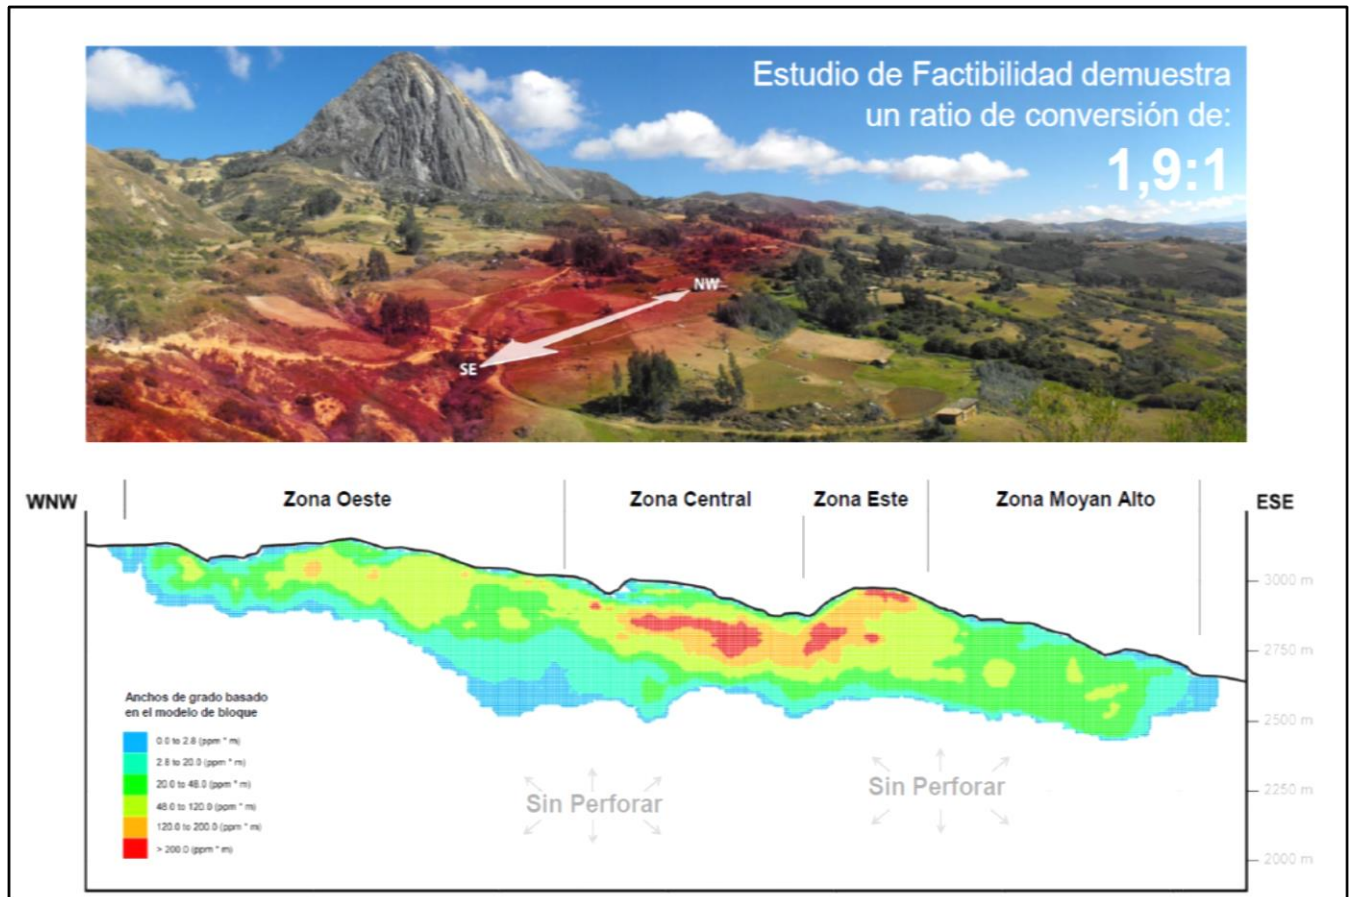 Estudio de Factibilidad demuestra
un ratio de conversión de:
1,9:1
NW
SE
WNW
Zona Oeste
Zona Central
Zona Este
Zona Moyan Alto
ESE
3000 m
2750 m
2500 m
2250 m
2000 m
Anchos de grado basado
en el modelo de bloque
0.0 to 2.8 (ppm * m)
2.8 to 20.0 (ppm * m)
20.0 to 48.0 (ppm * m)
48.0 to 120.0 (ppm * m)
120.0 to 200.0 (ppm * m)
> 200.0 (ppm * m)
Sin Perforar
Sin Perforar